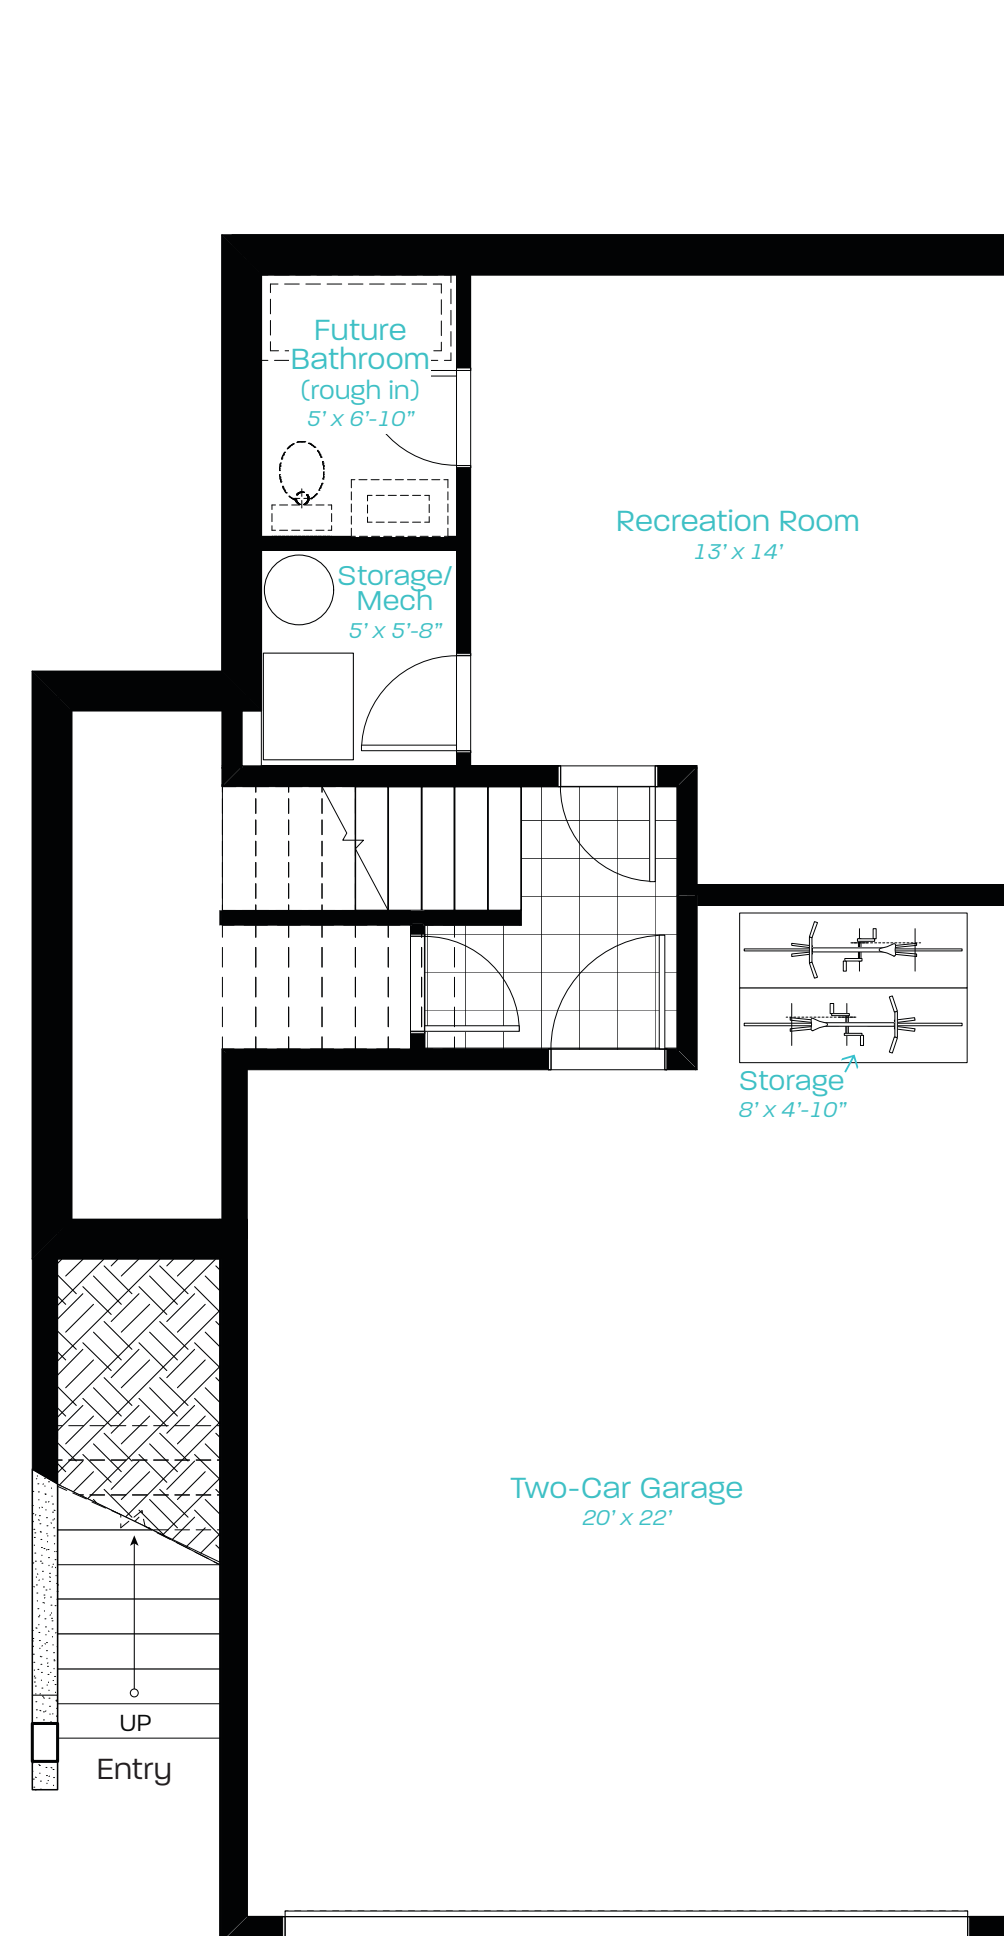 Future
Bathroom
(rough in)
5’ x 6’-10”
Recreation Room
13’ x 14’
Storage/
Mech
5’ x 5’-8”
Storage
8’ x 4’-10”
Two-Car Garage
20’ x 22’
UP
Entry